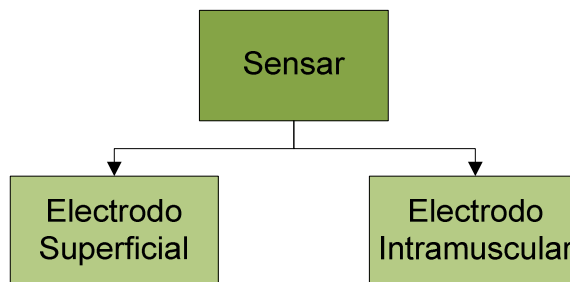 Sensar
Electrodo
Superficial
Electrodo
Intramuscular